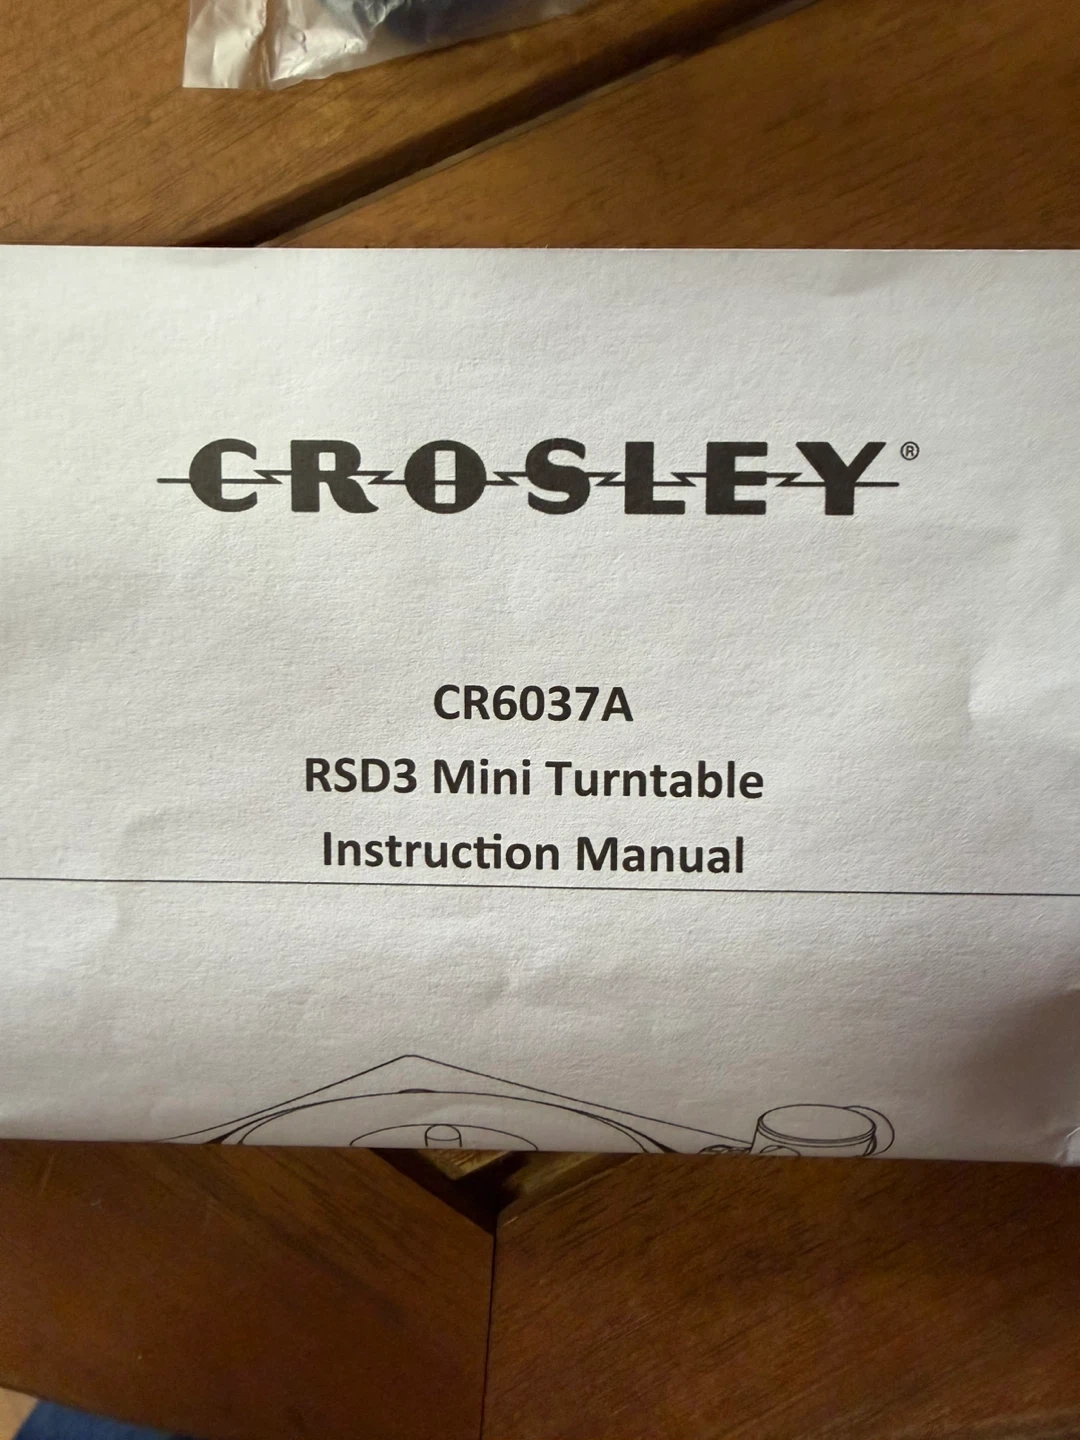 CROSLEY®
CR6037A
RSD3 Mini Turntable
Instruction Manual